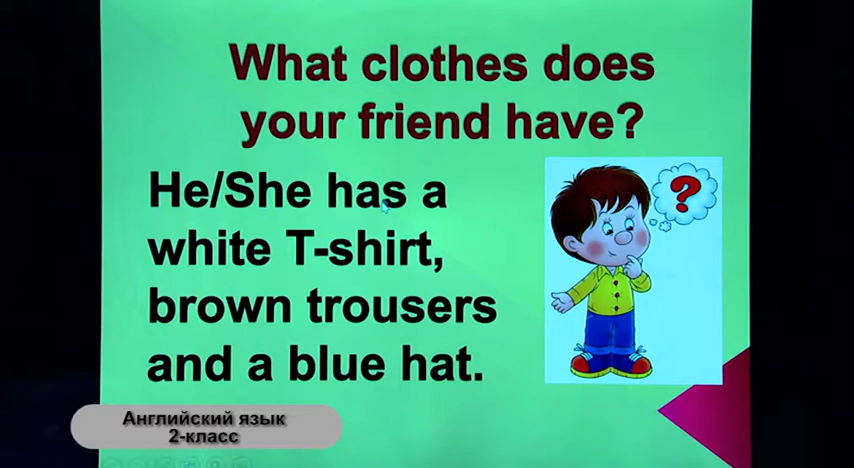 What clothes does
your friend have?
He/She has a
white T-shirt,
brown trousers
and a blue hat.
?
Английский язык
2-класс